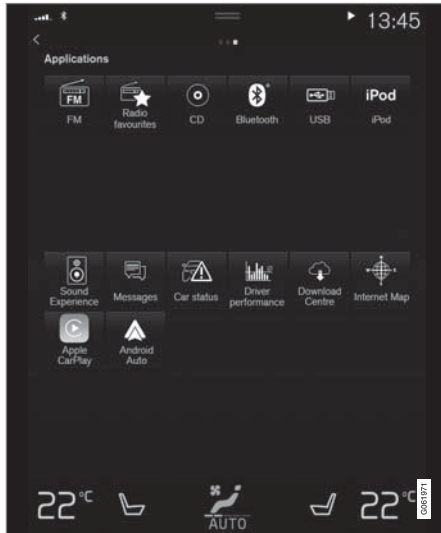 13:45
Applications
FM
FM
Radio
favourites
CD
Bluetooth
USB
iPod
iPod
Sound
Experience
Messages
Car status
Driver
performance
Download
Centre
Internet Map
Apple
CarPlay
Android
Auto
22°C
AUTO
22°C
G061971